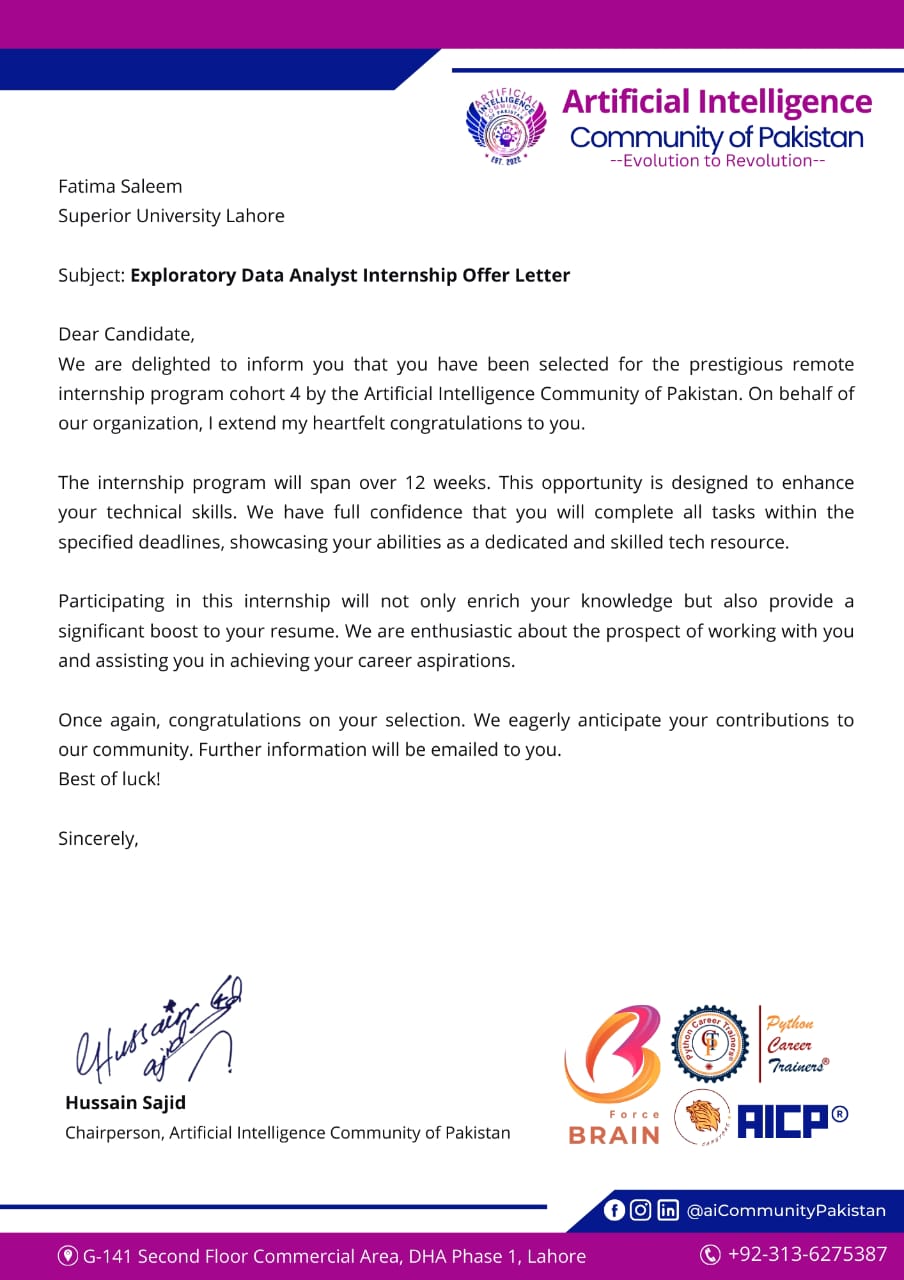 ARTIFICIAL
INTELLIGENCE
COMMUNITY
OF PAKISTAN
EST. 2022
Artificial Intelligence
Community of Pakistan
--Evolution to Revolution--
Fatima Saleem
Superior University Lahore
Subject: Exploratory Data Analyst Internship Offer Letter
Dear Candidate,
We are delighted to inform you that you have been selected for the prestigious remote
internship program cohort 4 by the Artificial Intelligence Community of Pakistan. On behalf of
our organization, I extend my heartfelt congratulations to you.
The internship program will span over 12 weeks. This opportunity is designed to enhance
your technical skills. We have full confidence that you will complete all tasks within the
specified deadlines, showcasing your abilities as a dedicated and skilled tech resource.
Participating in this internship will not only enrich your knowledge but also provide a
significant boost to your resume. We are enthusiastic about the prospect of working with you
and assisting you in achieving your career aspirations.
Once again, congratulations on your selection. We eagerly anticipate your contributions to
our community. Further information will be emailed to you.
Best of luck!
Sincerely,
Hussain
Hussain Sajid
Chairperson, Artificial Intelligence Community of Pakistan
Force
BRAIN
Python Career Trainers
Python
Career
Trainers®
AICP®
@aiCommunityPakistan
G-141 Second Floor Commercial Area, DHA Phase 1, Lahore
+92-313-6275387